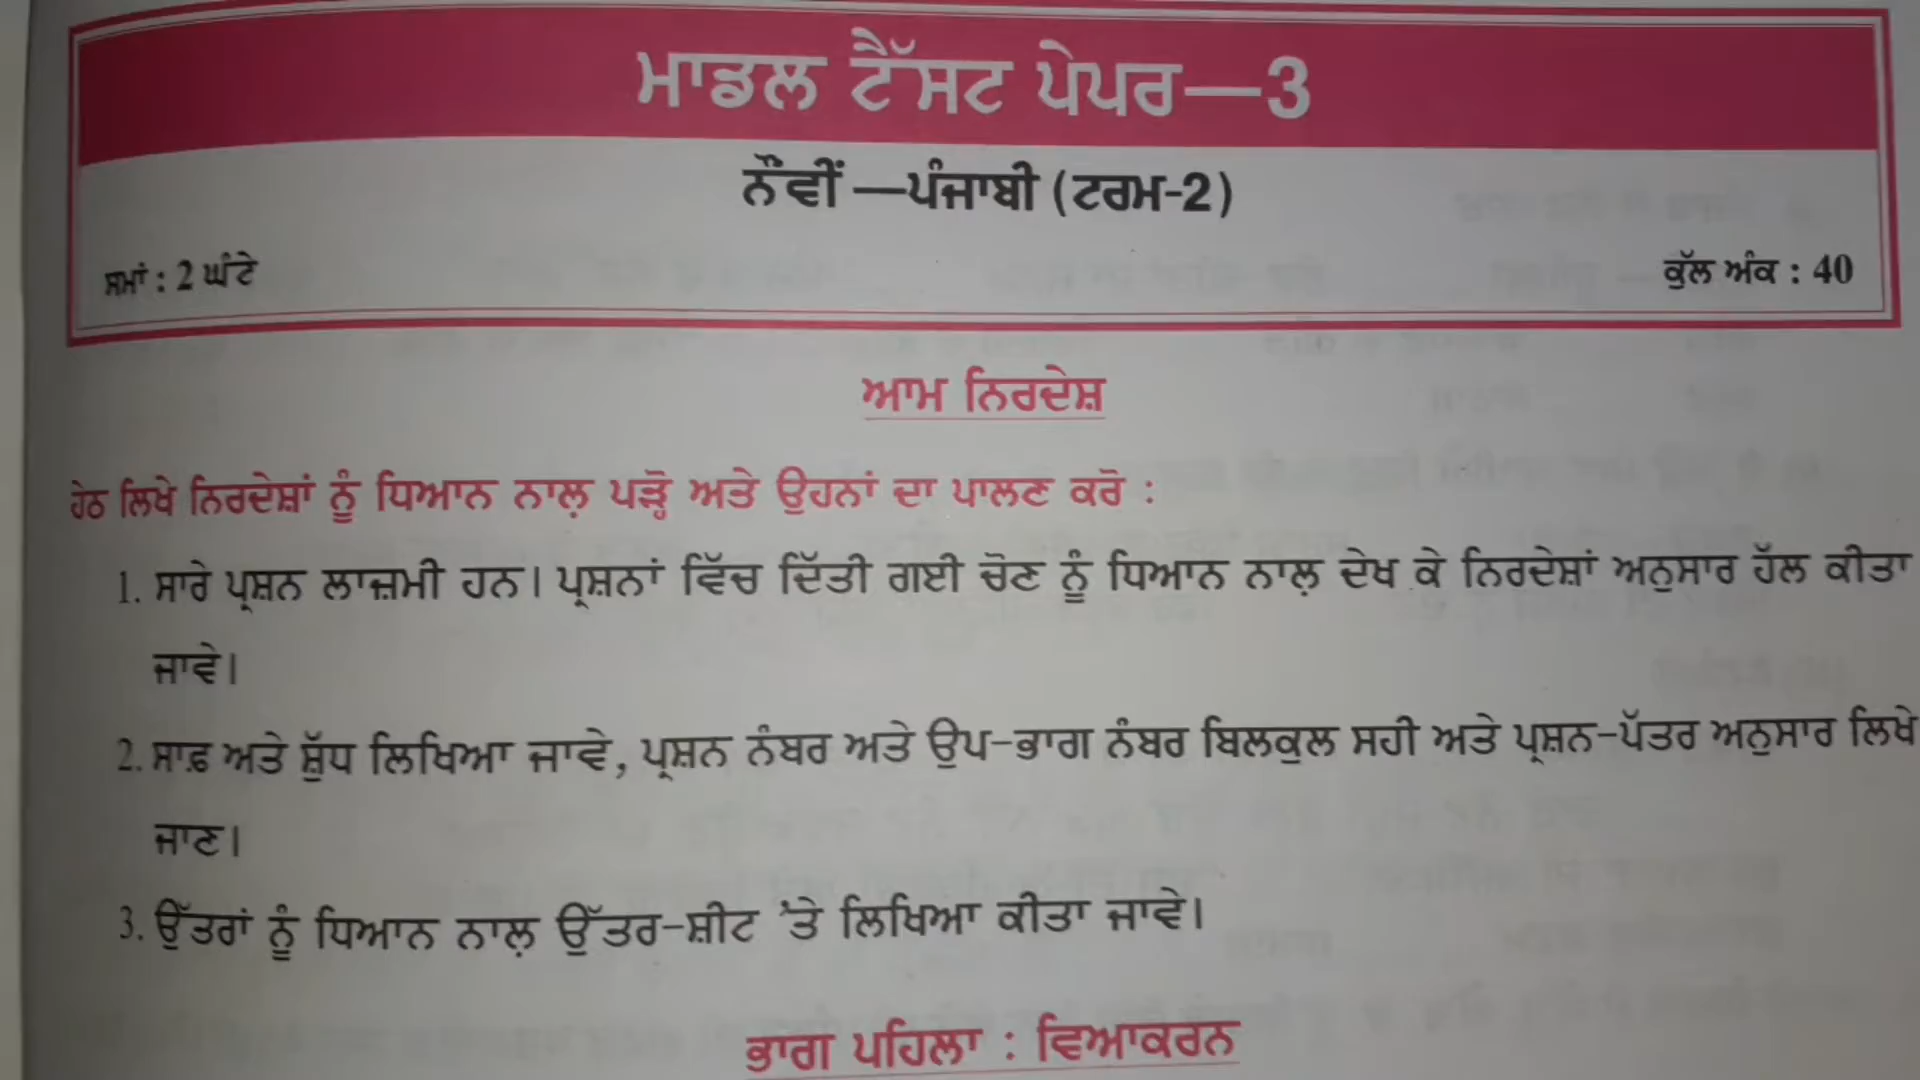 ਮਾਡਲ ਟੈੱਸਟ ਪੇਪਰ—3
ਨੌਵੀਂ —ਪੰਜਾਬੀ (ਟਰਮ-2)
ਸਮਾਂ : 2 ਘੰਟੇ
ਕੁੱਲ ਅੰਕ : 40
ਆਮ ਨਿਰਦੇਸ਼
ਹੇਠ ਲਿਖੇ ਨਿਰਦੇਸ਼ਾਂ ਨੂੰ ਧਿਆਨ ਨਾਲ਼ ਪੜ੍ਹੋ ਅਤੇ ਉਹਨਾਂ ਦਾ ਪਾਲਣ ਕਰੋ :
1. ਸਾਰੇ ਪ੍ਰਸ਼ਨ ਲਾਜ਼ਮੀ ਹਨ। ਪ੍ਰਸ਼ਨਾਂ ਵਿੱਚ ਦਿੱਤੀ ਗਈ ਚੋਣ ਨੂੰ ਧਿਆਨ ਨਾਲ਼ ਦੇਖ ਕੇ ਨਿਰਦੇਸ਼ਾਂ ਅਨੁਸਾਰ ਹੱਲ ਕੀਤਾ
ਜਾਵੇ।
2. ਸਾਫ਼ ਅਤੇ ਸ਼ੁੱਧ ਲਿਖਿਆ ਜਾਵੇ, ਪ੍ਰਸ਼ਨ ਨੰਬਰ ਅਤੇ ਉਪ-ਭਾਗ ਨੰਬਰ ਬਿਲਕੁਲ ਸਹੀ ਅਤੇ ਪ੍ਰਸ਼ਨ-ਪੱਤਰ ਅਨੁਸਾਰ ਲਿਖੇ
ਜਾਣ।
3. ਉੱਤਰਾਂ ਨੂੰ ਧਿਆਨ ਨਾਲ਼ ਉੱਤਰ-ਸ਼ੀਟ 'ਤੇ ਲਿਖਿਆ ਕੀਤਾ ਜਾਵੇ।
ਭਾਗ ਪਹਿਲਾ : ਵਿਆਕਰਨ